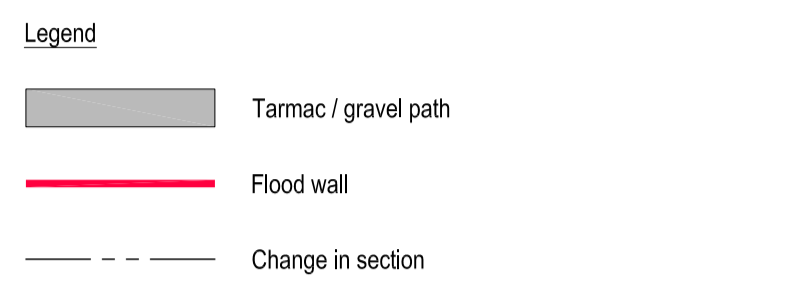 Legend
Tarmac / gravel path
Flood wall
Change in section